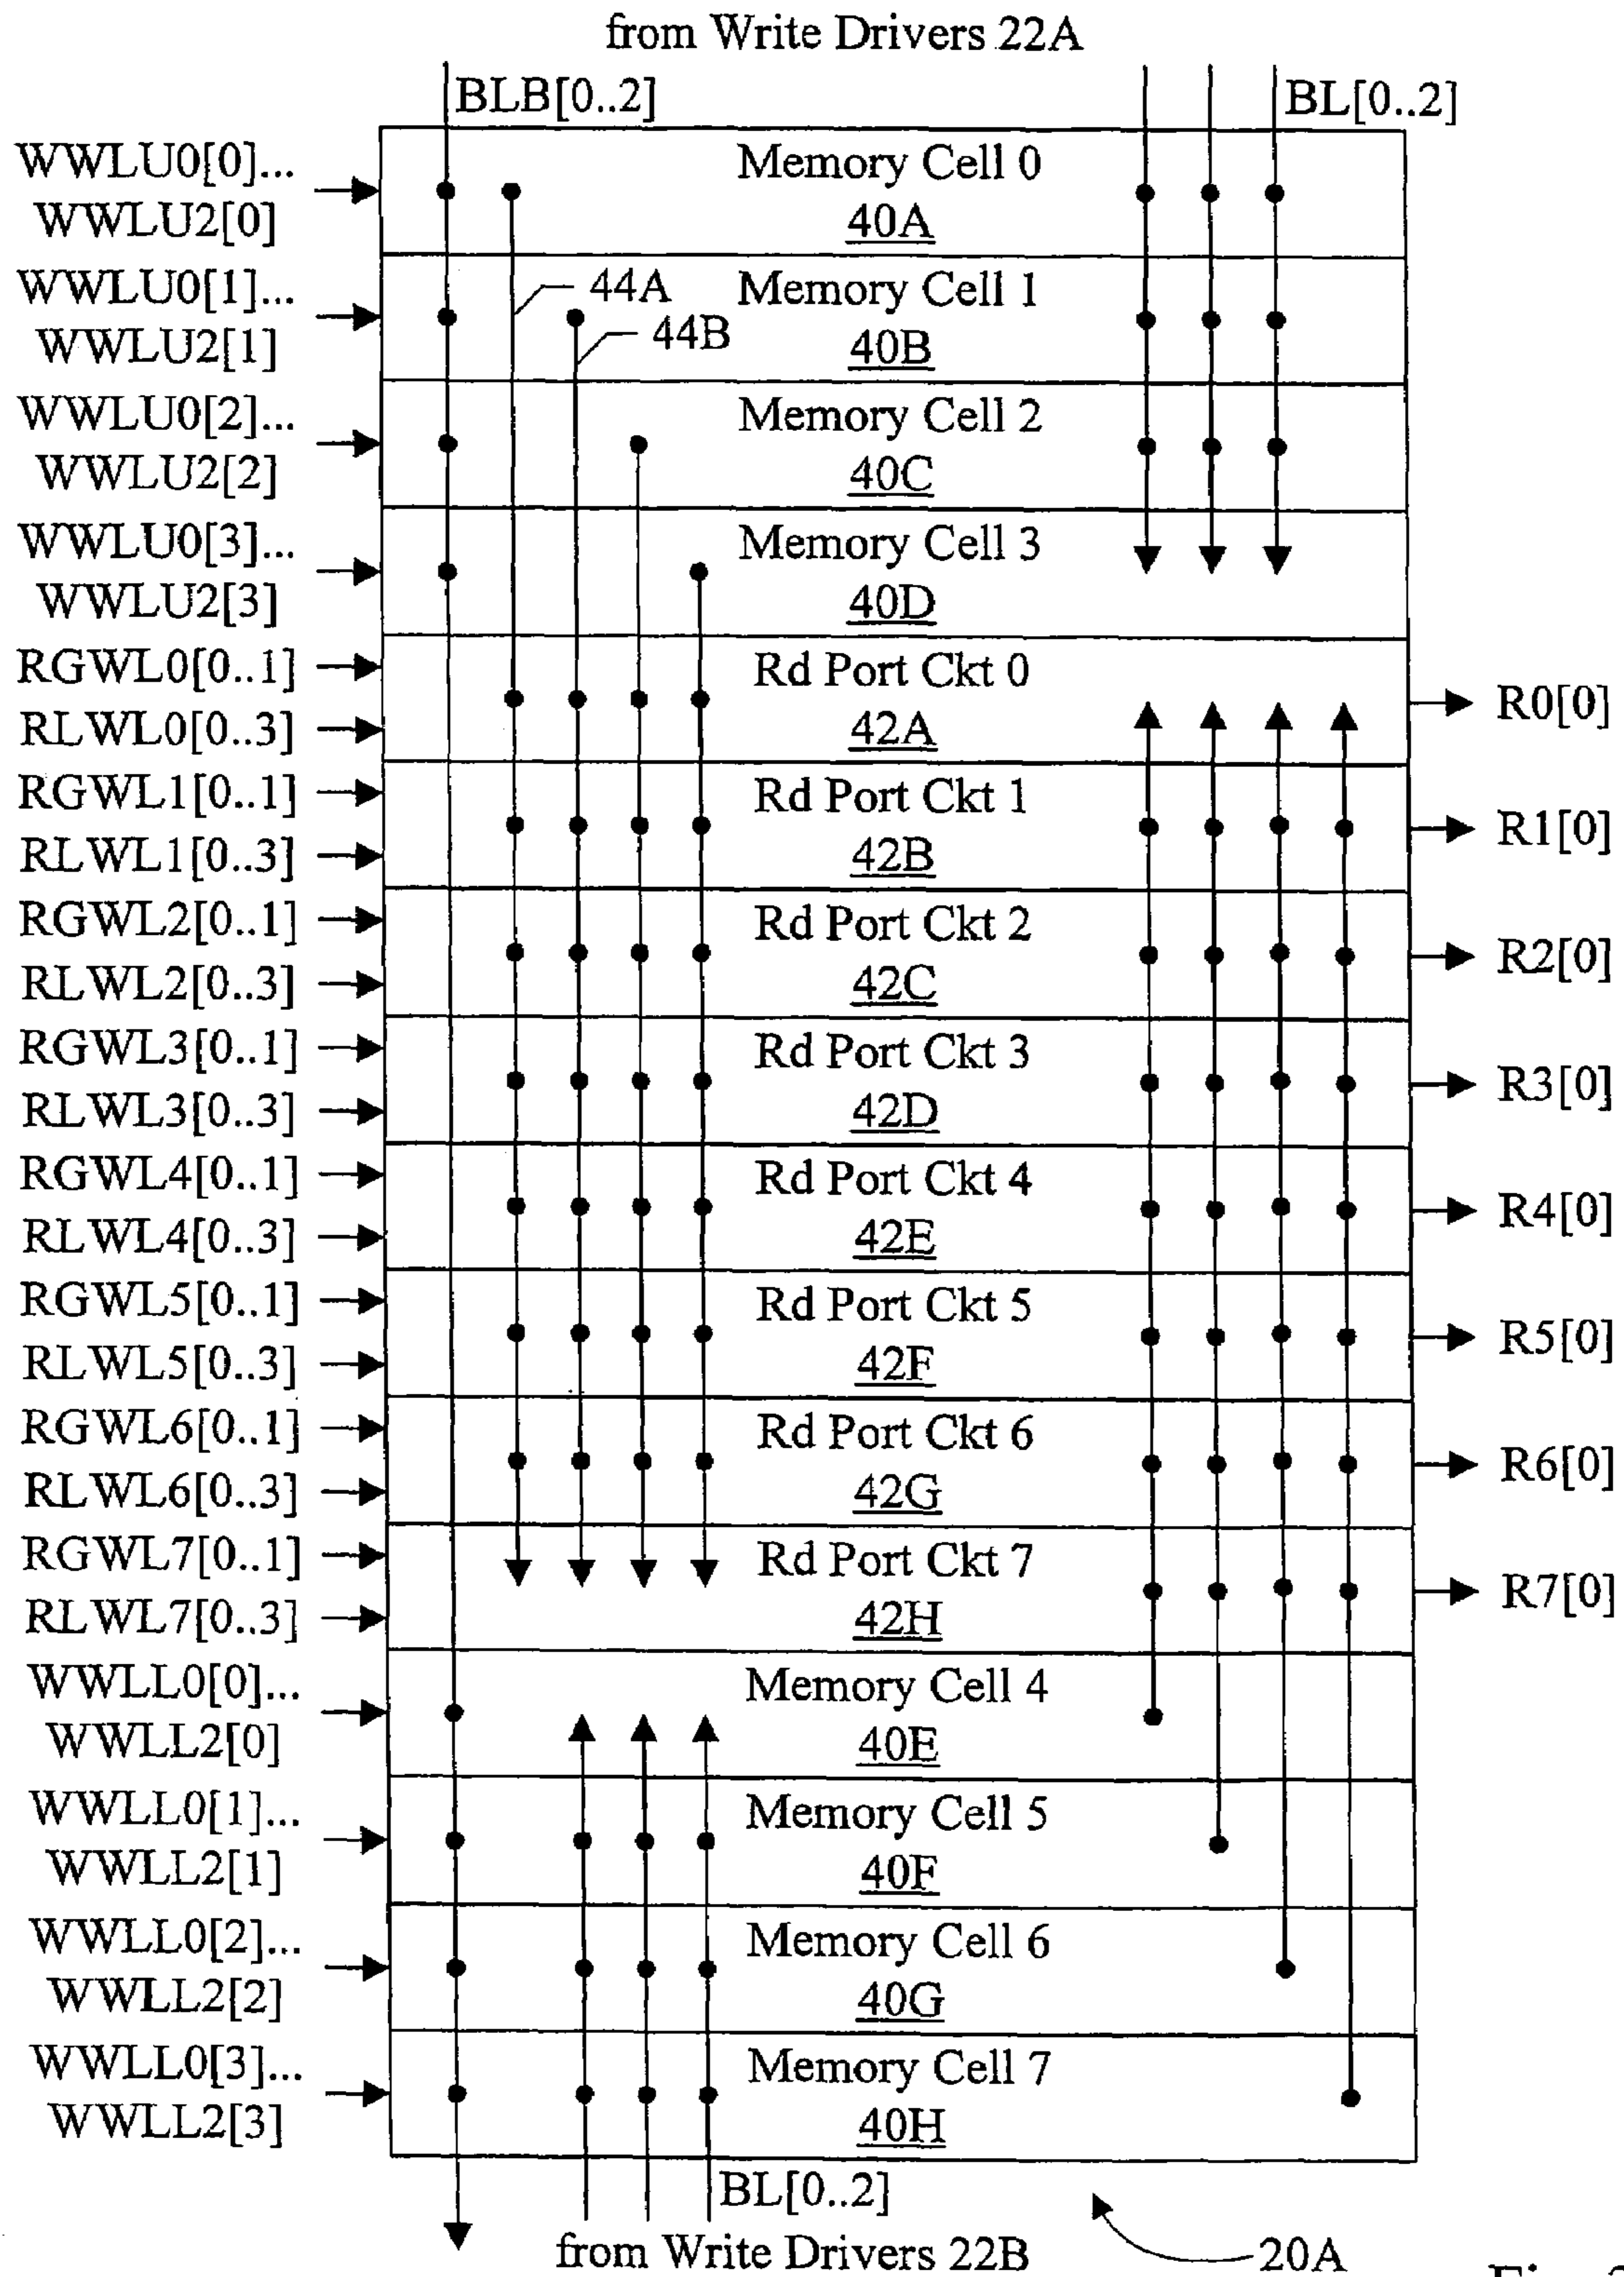 from Write Drivers 22A
BLB[0..2]
BL[0..2]
WWLU0[0]...
WWLU2[0]
Memory Cell 0
40A
WWLU0[1]...
WWLU2[1]
44A
44B
Memory Cell 1
40B
WWLU0[2]...
WWLU2[2]
Memory Cell 2
40C
WWLU0[3]...
WWLU2[3]
Memory Cell 3
40D
RGWL0[0..1]
RLWL0[0..3]
Rd Port Ckt 0
42A
R0[0]
RGWL1[0..1]
RLWL1[0..3]
Rd Port Ckt 1
42B
R1[0]
RGWL2[0..1]
RLWL2[0..3]
Rd Port Ckt 2
42C
R2[0]
RGWL3[0..1]
RLWL3[0..3]
Rd Port Ckt 3
42D
R3[0]
RGWL4[0..1]
RLWL4[0..3]
Rd Port Ckt 4
42E
R4[0]
RGWL5[0..1]
RLWL5[0..3]
Rd Port Ckt 5
42F
R5[0]
RGWL6[0..1]
RLWL6[0..3]
Rd Port Ckt 6
42G
R6[0]
RGWL7[0..1]
RLWL7[0..3]
Rd Port Ckt 7
42H
R7[0]
WWLL0[0]...
WWLL2[0]
Memory Cell 4
40E
WWLL0[1]...
WWLL2[1]
Memory Cell 5
40F
WWLL0[2]...
WWLL2[2]
Memory Cell 6
40G
WWLL0[3]...
WWLL2[3]
Memory Cell 7
40H
BL[0..2]
from Write Drivers 22B
20A